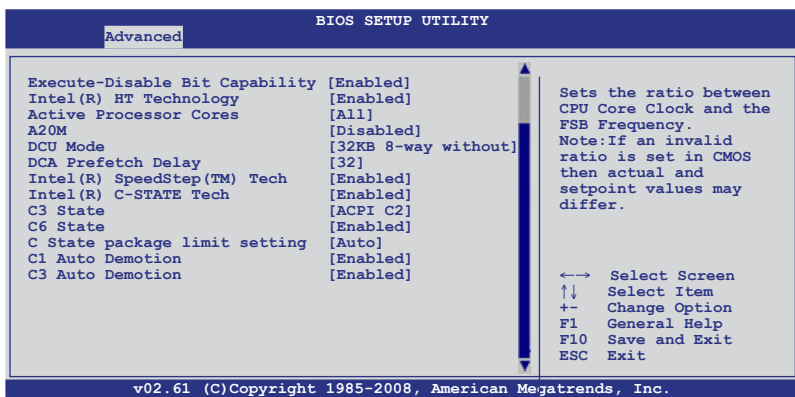 BIOS SETUP UTILITY
Advanced
Execute-Disable Bit Capability [Enabled]
Intel(R) HT Technology [Enabled]
Active Processor Cores [All]
A20M [Disabled]
DCU Mode [32KB 8-way without]
DCA Prefetch Delay [32]
Intel(R) SpeedStep(TM) Tech [Enabled]
Intel(R) C-STATE Tech [Enabled]
C3 State [ACPI C2]
C6 State [Enabled]
C State package limit setting [Auto]
C1 Auto Demotion [Enabled]
C3 Auto Demotion [Enabled]
Sets the ratio between
CPU Core Clock and the
FSB Frequency.
Note:If an invalid
ratio is set in CMOS
then actual and
setpoint values may
differ.
←→ Select Screen
↑↓ Select Item
+- Change Option
F1 General Help
F10 Save and Exit
ESC Exit
v02.61 (C)Copyright 1985-2008, American Megatrends, Inc.